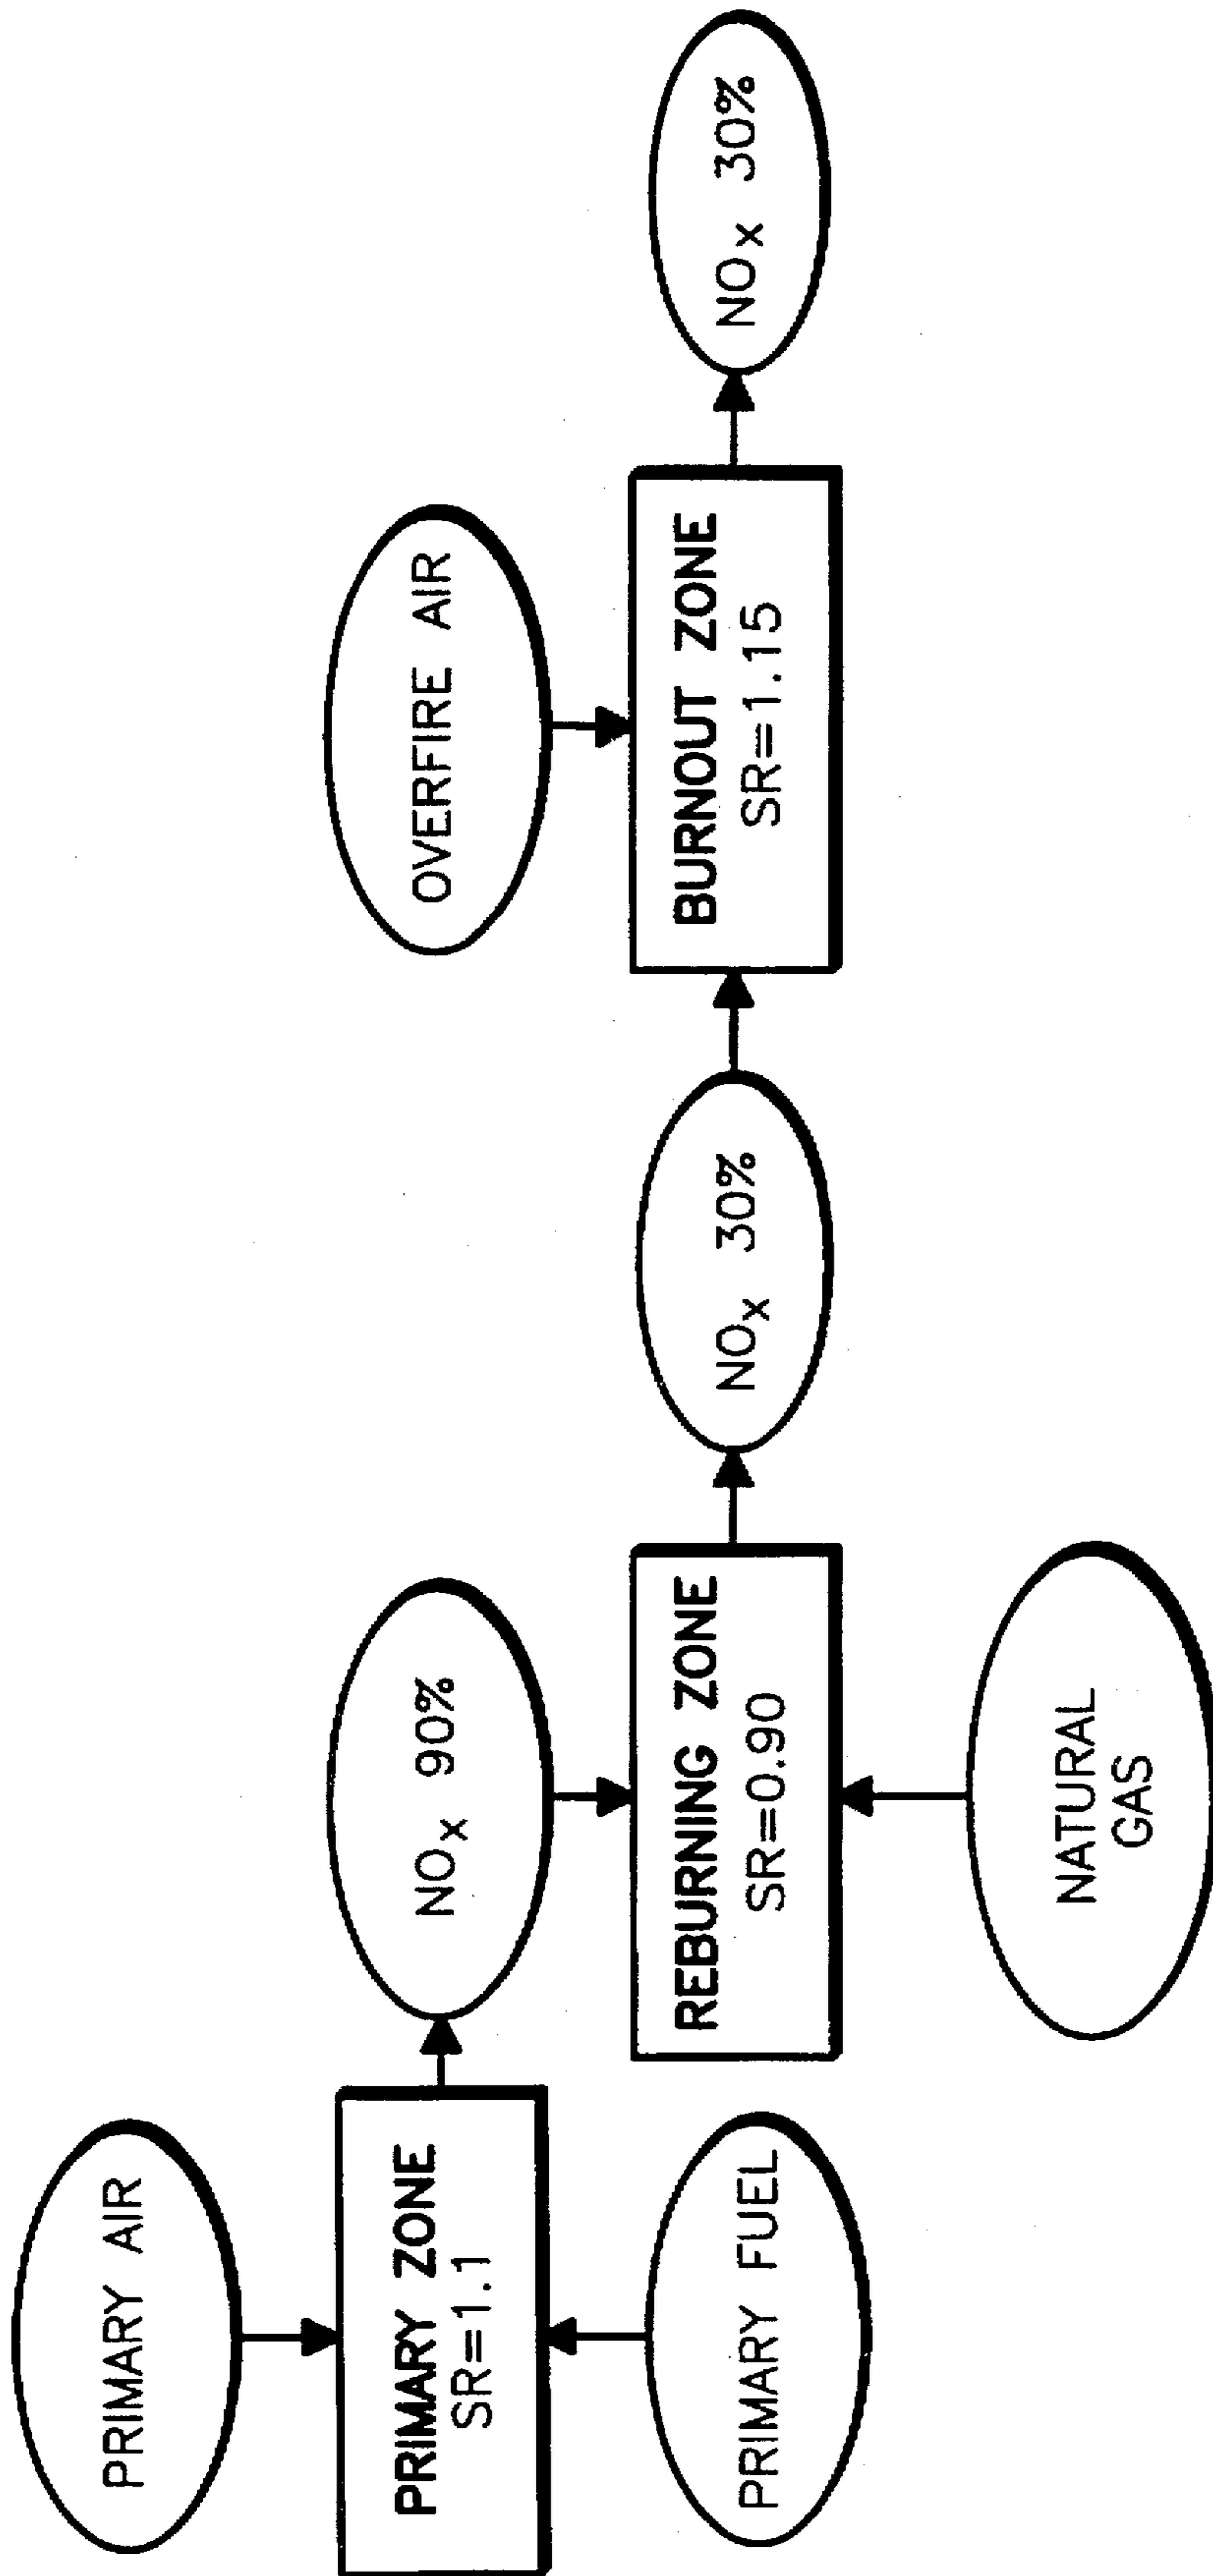 PRIMARY AIR
PRIMARY ZONE
SR=1.1
PRIMARY FUEL
NOx 90%
REBURNING ZONE
SR=0.90
NATURAL
GAS
NOx 30%
OVERFIRE AIR
BURNOUT ZONE
SR=1.15
NOx 30%